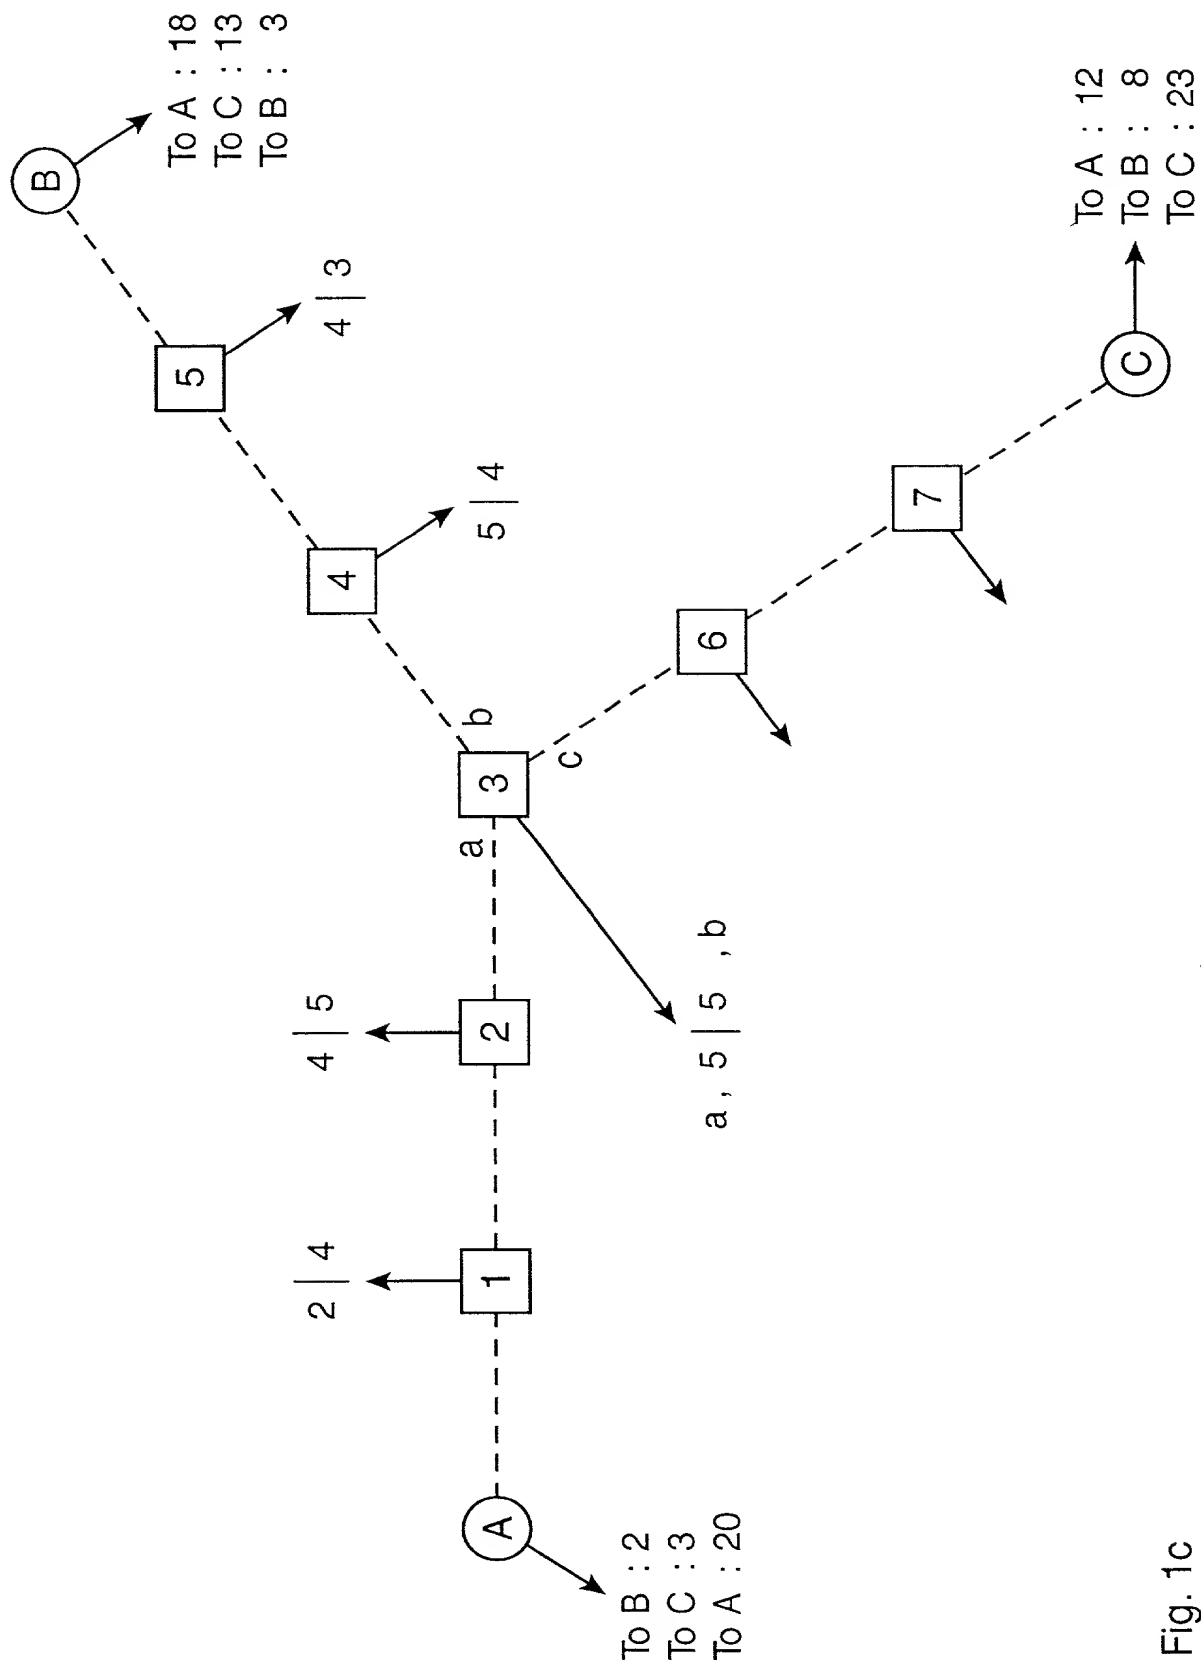 B
To A : 18
To C : 13
To B : 3
5
4 | 3
4
5 | 4
4 | 5
2 | 4
A
1
2
a
3
b
c
6
7
C
To B : 2
To C : 3
To A : 20
a, 5 | 5 ,b
To A : 12
To B : 8
To C : 23
Fig. 1c